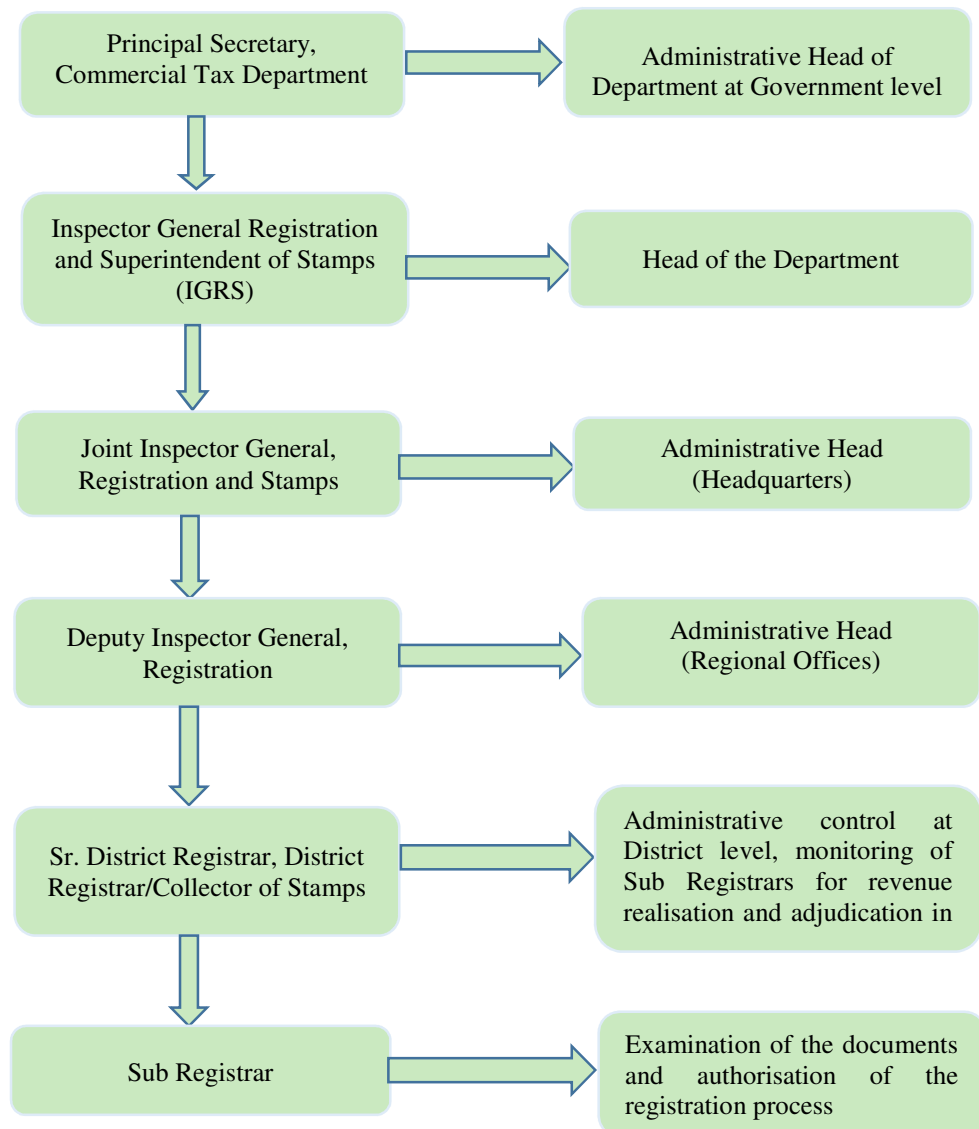 Principal Secretary,
Commercial Tax Department
Administrative Head of
Department at Government level
Inspector General Registration
and Superintendent of Stamps
(IGRS)
Head of the Department
Joint Inspector General,
Registration and Stamps
Administrative Head
(Headquarters)
Deputy Inspector General,
Registration
Administrative Head
(Regional Offices)
Sr. District Registrar, District
Registrar/Collector of Stamps
Administrative control at
District level, monitoring of
Sub Registrars for revenue
realisation and adjudication in
Sub Registrar
Examination of the documents
and authorisation of the
registration process